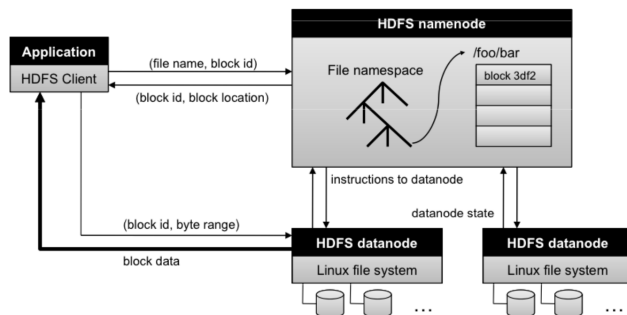 HDFS namenode
Application
HDFS Client
(file name, block id)
(block id, block location)
/foo/bar
File namespace
block 3df2
instructions to datanode
datanode state
(block id, byte range)
block data
HDFS datanode
HDFS datanode
Linux file system
Linux file system
...
...